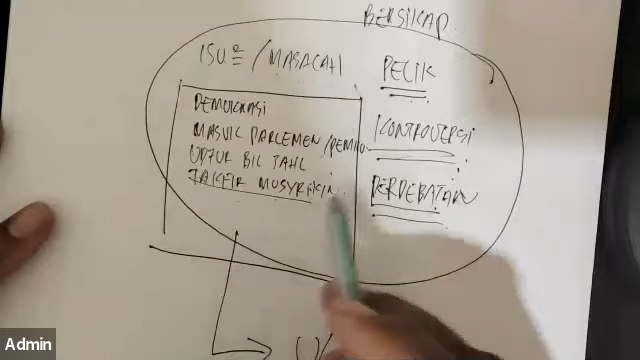 BERSIKAP
ISU² / MASALAH
PELIK
DEMOKRASI
MASUK PARLEMEN / PEMILU
KONTROVERSI
UDZUR BIL JAHL
TAKFIR MUSYRIKIN
PERDEBATAN
Admin